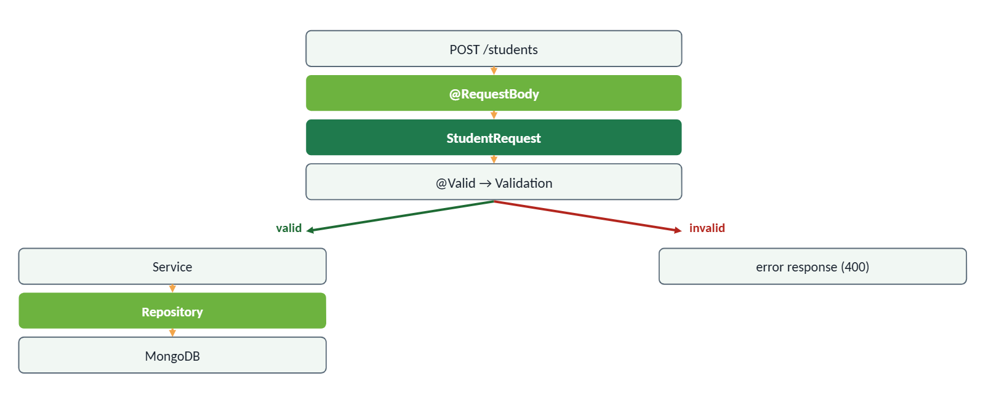 POST /students
@RequestBody
StudentRequest
@Valid → Validation
valid
invalid
Service
error response (400)
Repository
MongoDB